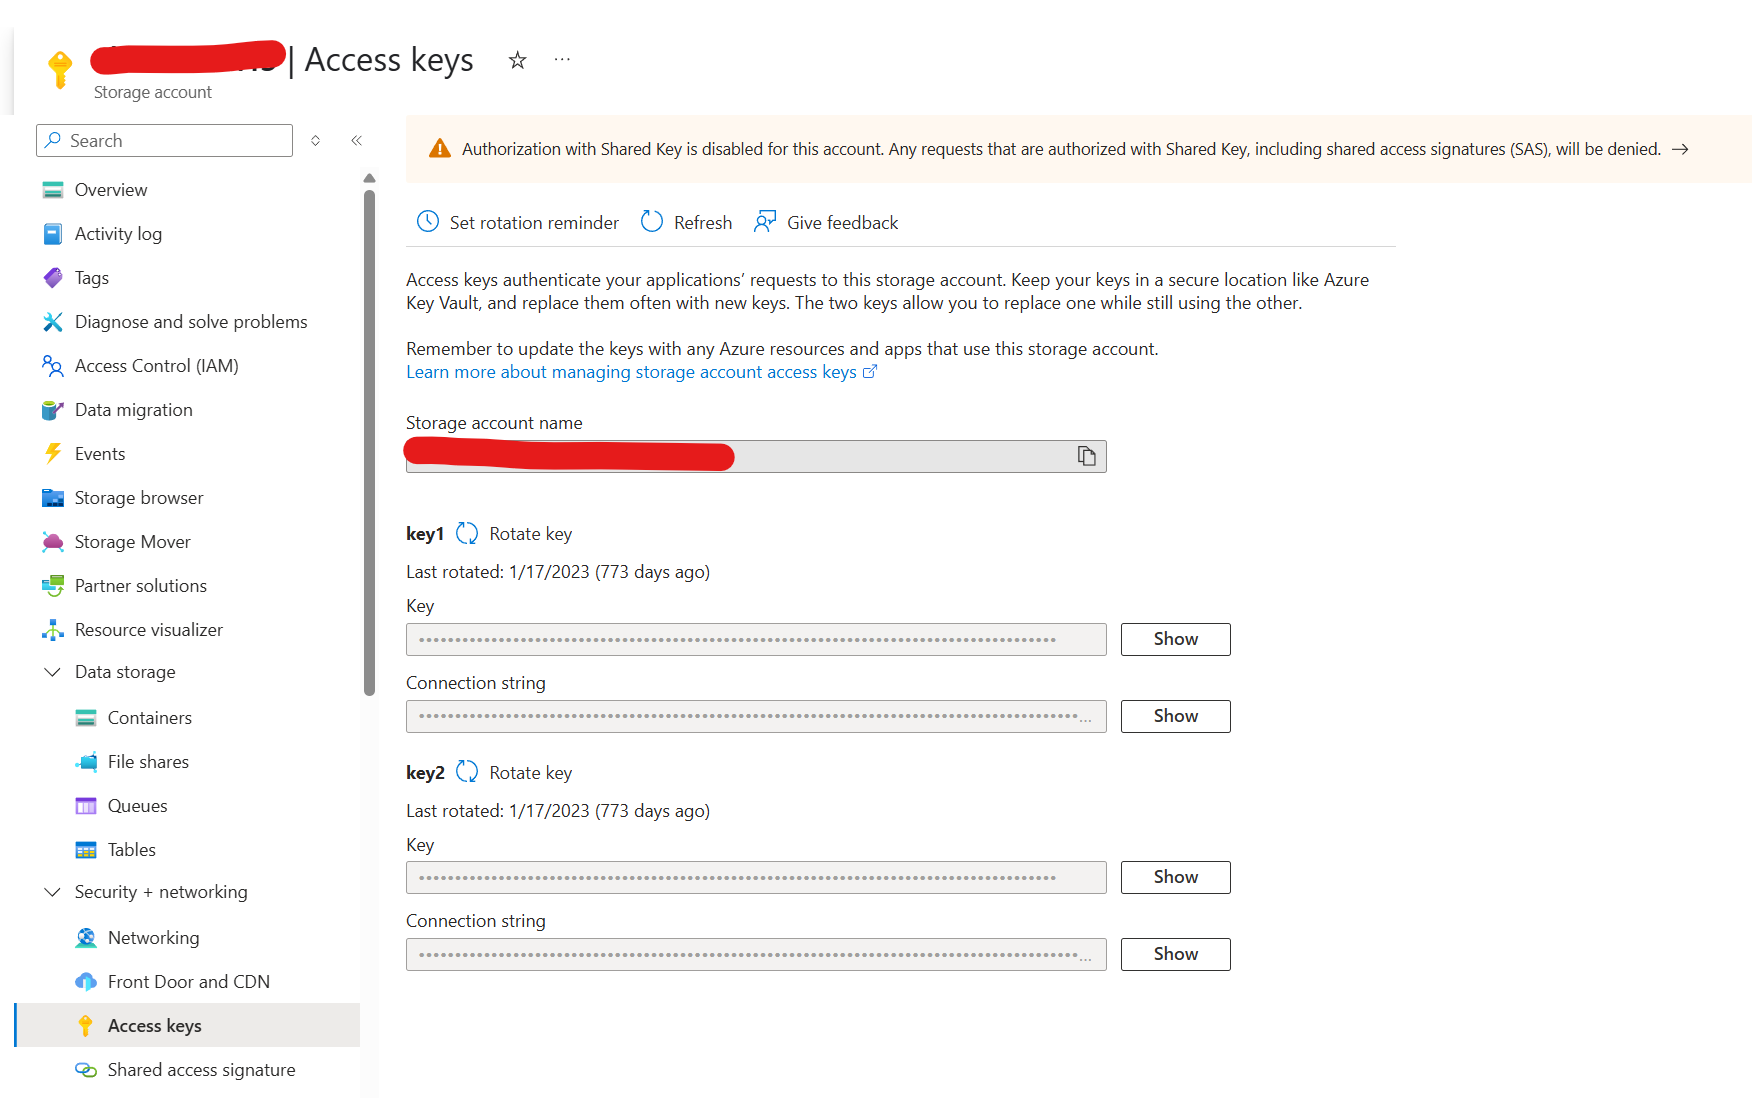 | Access keys
Storage account
Search
Overview
Activity log
Tags
Diagnose and solve problems
Access Control (IAM)
Data migration
Events
Storage browser
Storage Mover
Partner solutions
Resource visualizer
Data storage
Containers
File shares
Queues
Tables
Security + networking
Networking
Front Door and CDN
Access keys
Shared access signature
Authorization with Shared Key is disabled for this account. Any requests that are authorized with Shared Key, including shared access signatures (SAS), will be denied. →
Set rotation reminder Refresh Give feedback
Access keys authenticate your applications’ requests to this storage account. Keep your keys in a secure location like Azure
Key Vault, and replace them often with new keys. The two keys allow you to replace one while still using the other.
Remember to update the keys with any Azure resources and apps that use this storage account.
Learn more about managing storage account access keys
Storage account name
key1 Rotate key
Last rotated: 1/17/2023 (773 days ago)
Key
Show
Connection string
Show
key2 Rotate key
Last rotated: 1/17/2023 (773 days ago)
Key
Show
Connection string
Show